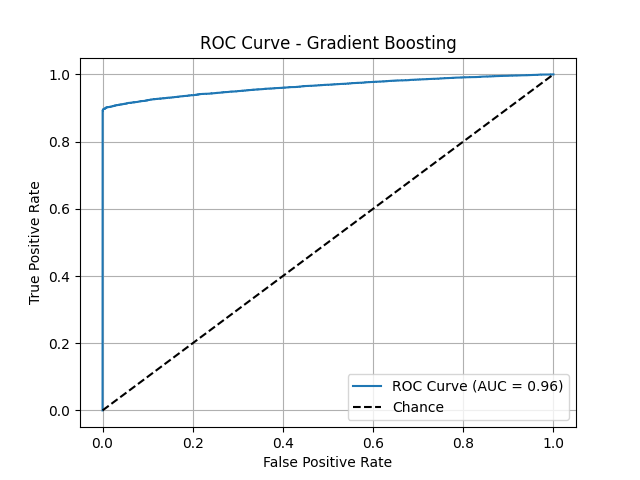 ROC Curve - Gradient Boosting
True Positive Rate
1.0
0.8
0.6
0.4
0.2
0.0
ROC Curve (AUC = 0.96)
Chance
0.0 0.2 0.4 0.6 0.8 1.0
False Positive Rate